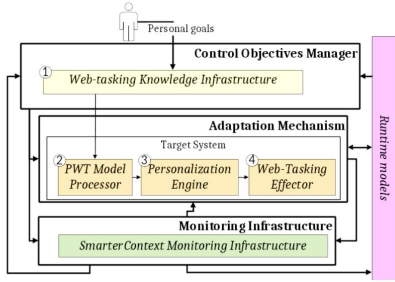 Personal goals
Control Objectives Manager
1
Web-tasking Knowledge Infrastructure
Adaptation Mechanism
Target System
2
PWT Model
Processor
3
Personalization
Engine
4
Web-Tasking
Effector
Monitoring Infrastructure
SmarterContext Monitoring Infrastructure
Runtime models